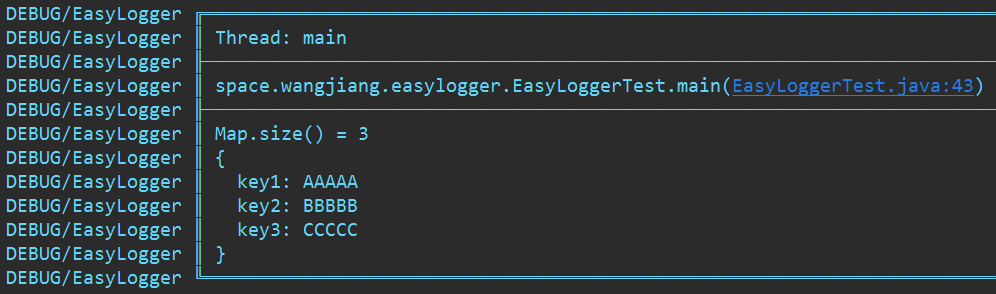 DEBUG/EasyLogger ╔══════════════════════════════
DEBUG/EasyLogger ║ Thread: main
DEBUG/EasyLogger ╟──────────────────────────────
DEBUG/EasyLogger ║ space.wangjiang.easylogger.EasyLoggerTest.main(EasyLoggerTest.java:43)
DEBUG/EasyLogger ╟──────────────────────────────
DEBUG/EasyLogger ║ Map.size() = 3
DEBUG/EasyLogger ║ {
DEBUG/EasyLogger ║   key1: AAAAA
DEBUG/EasyLogger ║   key2: BBBBB
DEBUG/EasyLogger ║   key3: CCCCC
DEBUG/EasyLogger ║ }
DEBUG/EasyLogger ╚══════════════════════════════